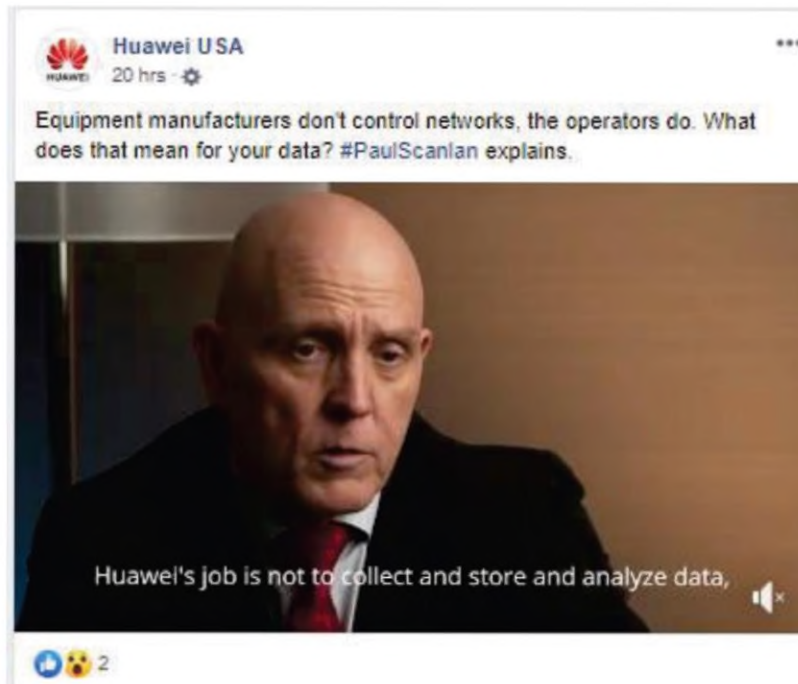 Huawei USA
HUAWEI
20 hrs
Equipment manufacturers don't control networks, the operators do. What
does that mean for your data? #PaulScanlan explains.
Huawei's job is not to collect and store and analyze data,
2